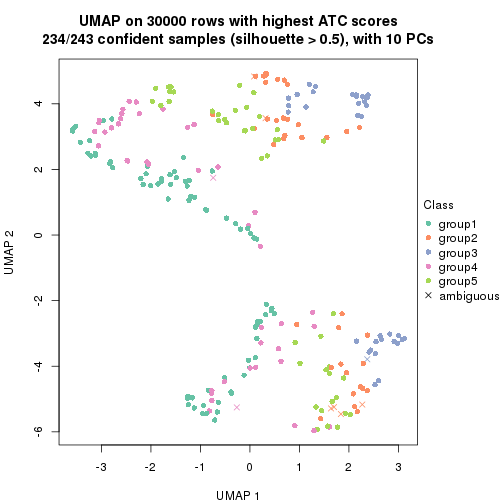 UMAP on 30000 rows with highest ATC scores
234/243 confident samples (silhouette > 0.5), with 10 PCs
4
2
0
-2
-4
-6
UMAP 2
-3
-2
-1
0
1
2
3
UMAP 1
Class
group1
group2
group3
group4
group5
ambiguous